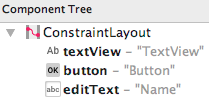 Component Tree
ConstraintLayout
Ab textView – "TextView"
OK button – "Button"
abc editText – "Name"